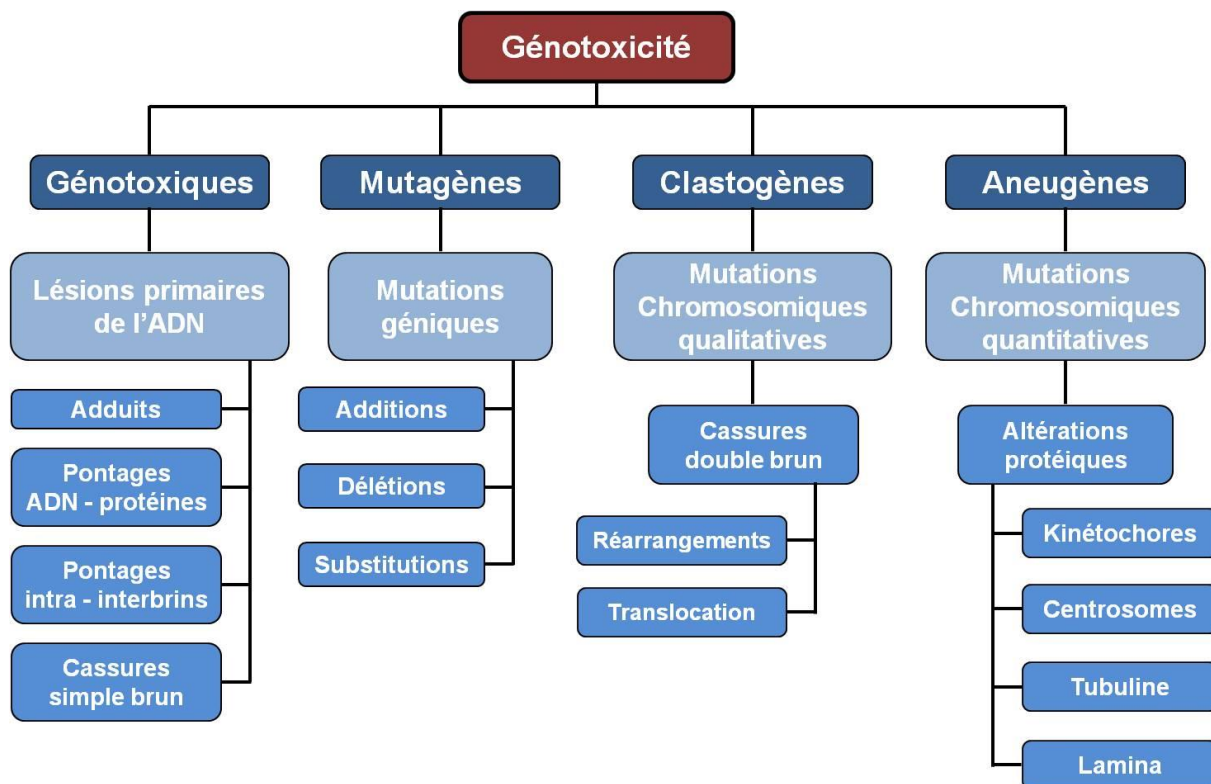 Génotoxicité
Génotoxiques
Mutagènes
Clastogènes
Aneugènes
Lésions primaires
de l'ADN
Mutations
géniques
Mutations
Chromosomiques
qualitatives
Mutations
Chromosomiques
quantitatives
Adduits
Pontages
ADN - protéines
Pontages
intra - interbrins
Cassures
simple brun
Additions
Délétions
Substitutions
Cassures
double brun
Réarrangements
Translocation
Altérations
protéiques
Kinétochores
Centrosomes
Tubuline
Lamina